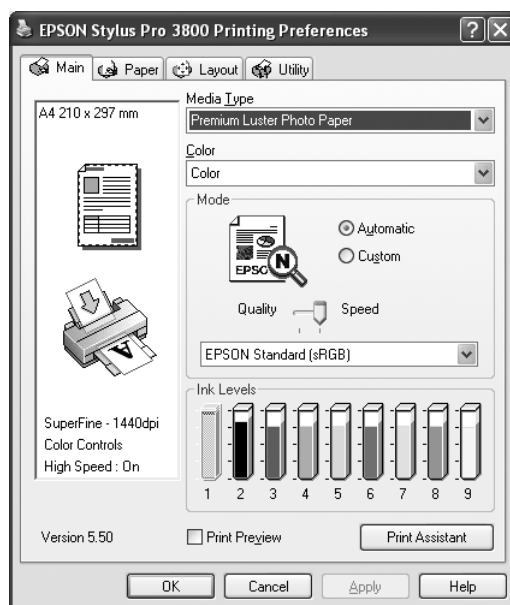 EPSON Stylus Pro 3800 Printing Preferences
Main Paper Layout Utility
A4 210 x 297 mm
Media Type
Premium Luster Photo Paper
Color
Color
Mode
EPSO N
Automatic
Custom
Quality Speed
EPSON Standard (sRGB)
SuperFine - 1440dpi
Color Controls
High Speed : On
Ink Levels
1 2 3 4 5 6 7 8 9
Version 5.50
Print Preview
Print Assistant
OK Cancel Apply Help